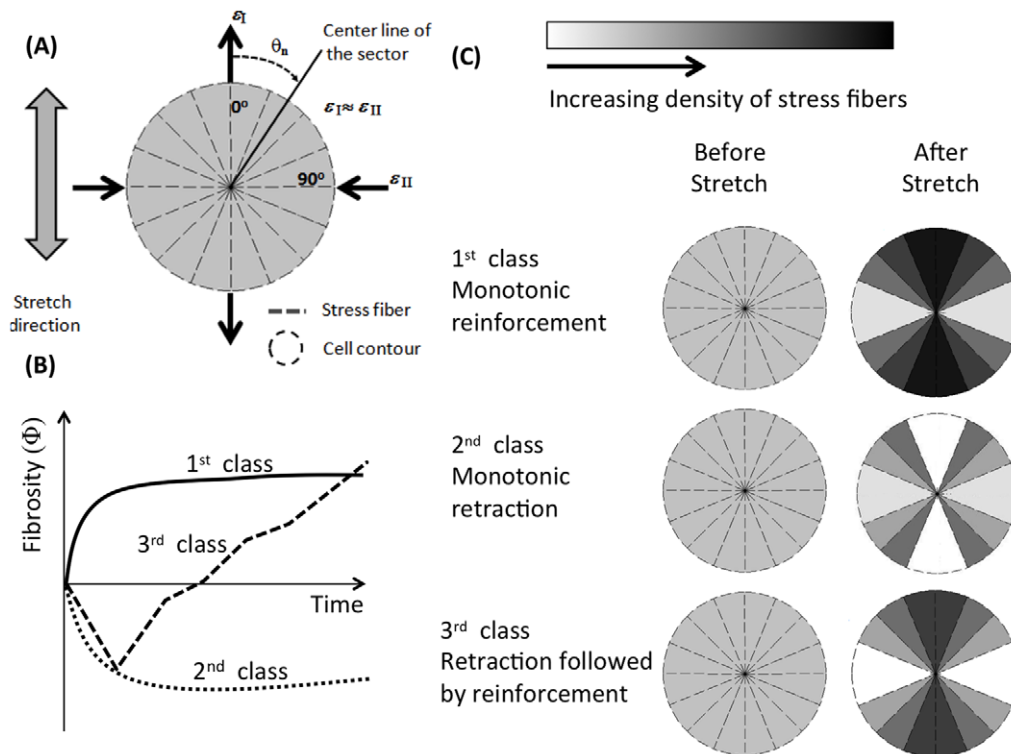 (A)
εI
θn
Center line of
the sector
0°
εI≈ εII
90°
εII
Stretch
direction
Stress fiber
Cell contour
(B)
Fibrosity (Φ)
1st class
3rd class
2nd class
Time
(C)
Increasing density of stress fibers
Before
Stretch
After
Stretch
1st class
Monotonic
reinforcement
2nd class
Monotonic
retraction
3rd class
Retraction followed
by reinforcement